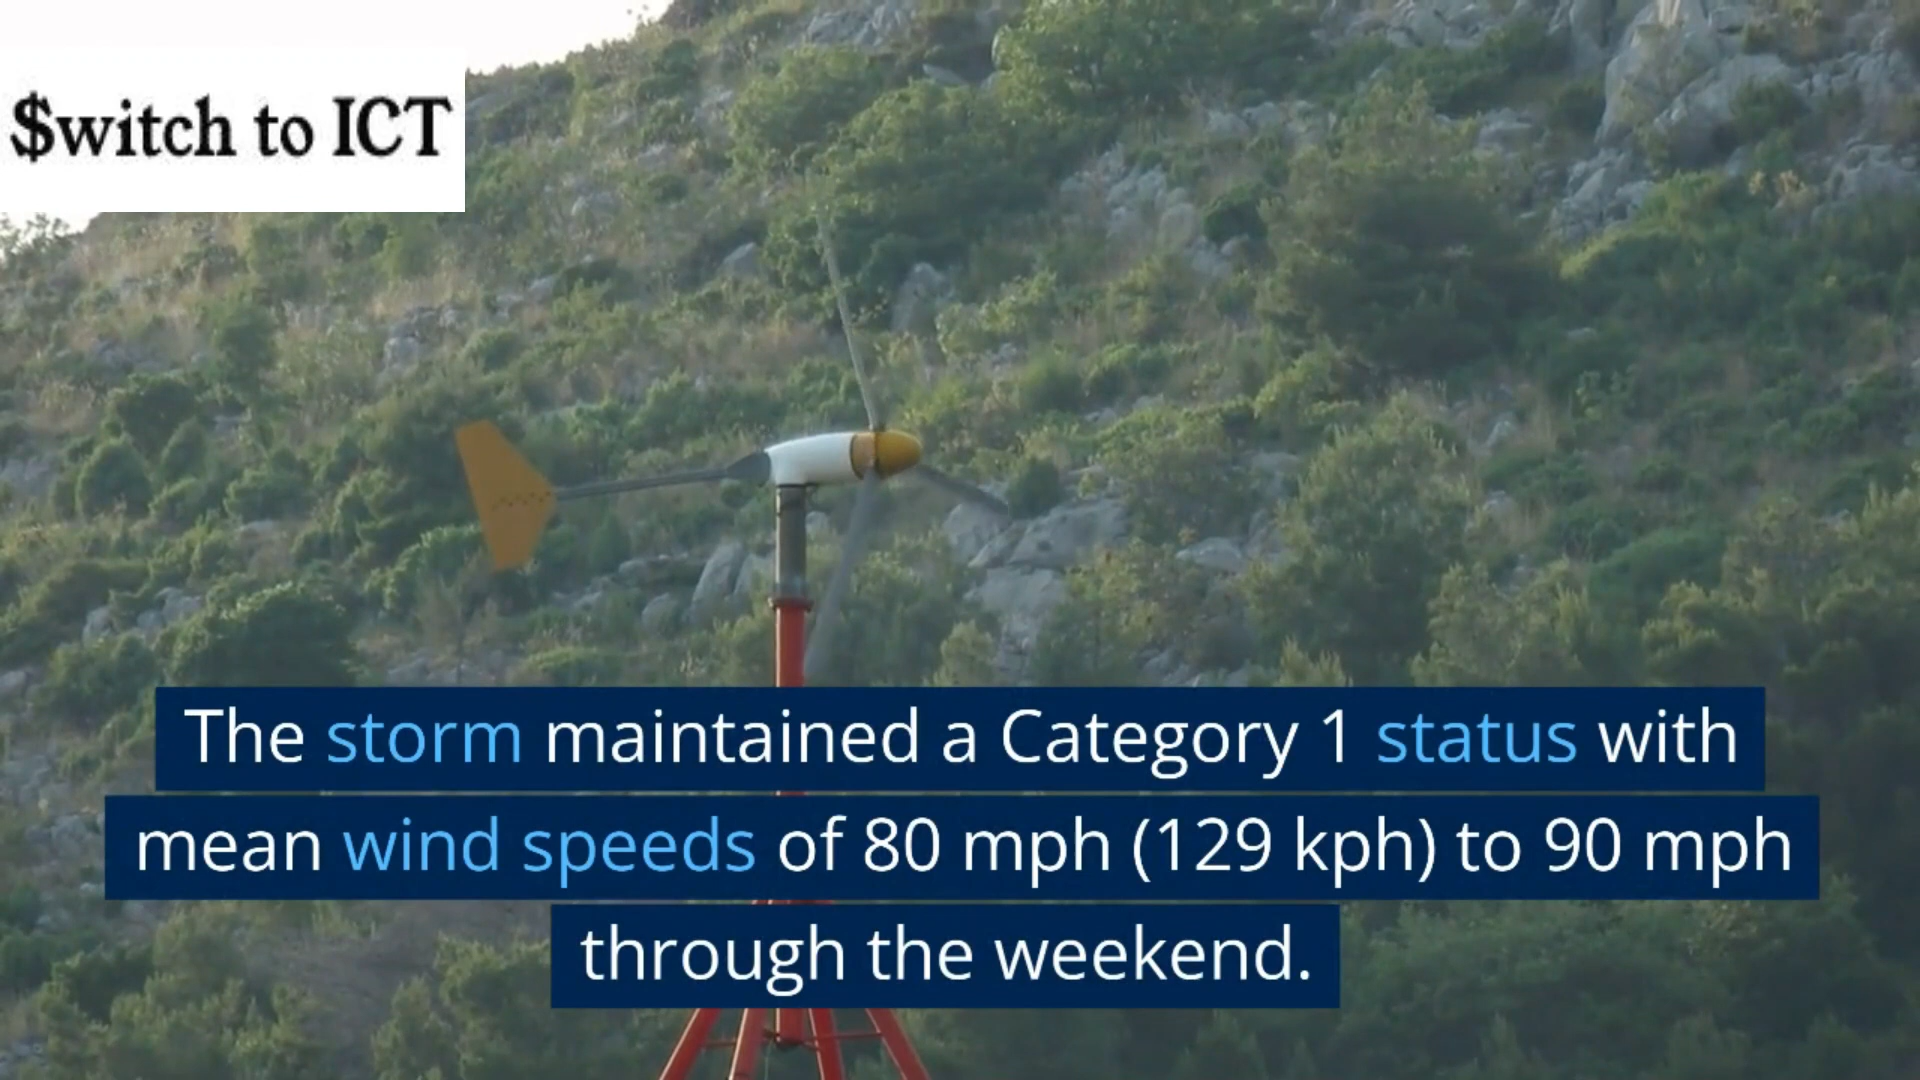 $witch to ICT
The storm maintained a Category 1 status with
mean wind speeds of 80 mph (129 kph) to 90 mph
through the weekend.